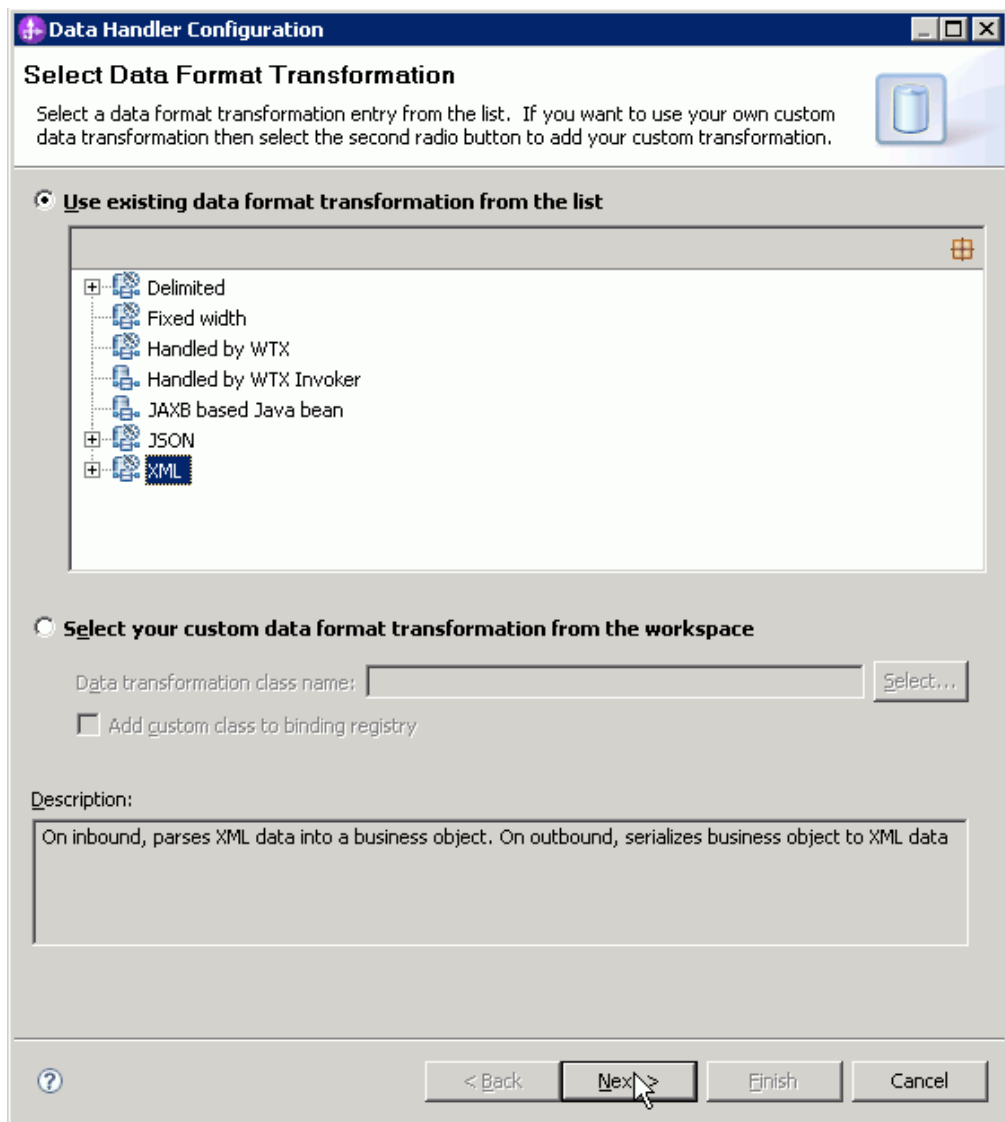 Data Handler Configuration
Select Data Format Transformation
Select a data format transformation entry from the list.  If you want to use your own custom
data transformation then select the second radio button to add your custom transformation.
Use existing data format transformation from the list
Delimited
Fixed width
Handled by WTX
Handled by WTX Invoker
JAXB based Java bean
JSON
XML
Select your custom data format transformation from the workspace
Data transformation class name:
Select...
Add custom class to binding registry
Description:
On inbound, parses XML data into a business object. On outbound, serializes business object to XML data
< Back
Next >
Finish
Cancel